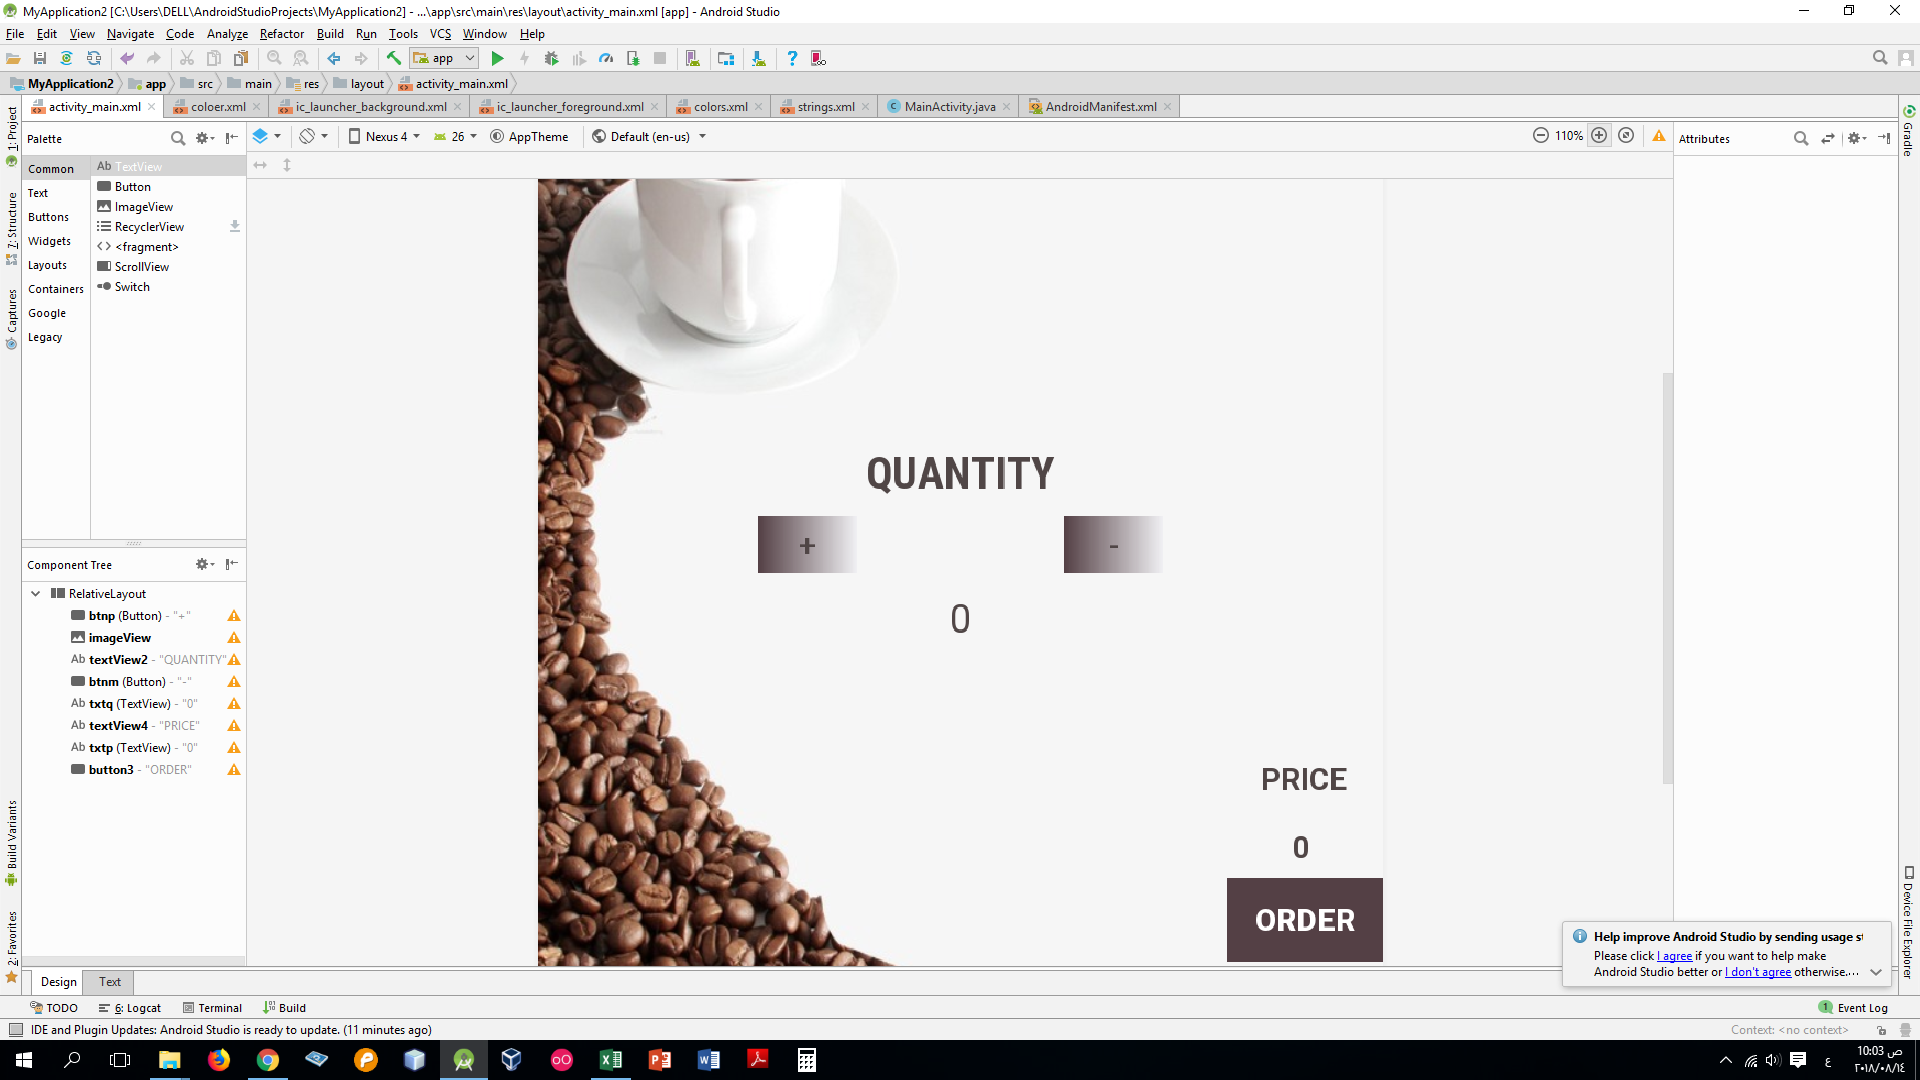 MyApplication2 [C:\Users\DELL\AndroidStudioProjects\MyApplication2] - ...\app\src\main\res\layout\activity_main.xml [app] - Android Studio
File Edit View Navigate Code Analyze Refactor Build Run Tools VCS Window Help
app
MyApplication2 app src main res layout activity_main.xml
activity_main.xml coloer.xml ic_launcher_background.xml ic_launcher_foreground.xml colors.xml strings.xml MainActivity.java AndroidManifest.xml
Palette
Nexus 4 26 AppTheme Default (en-us) 110%
Attributes
Common
Text
Buttons
Widgets
Layouts
Containers
Google
Legacy
Ab TextView
Button
ImageView
RecyclerView
<fragment>
ScrollView
Switch
Component Tree
RelativeLayout
btnp (Button) - "+"
imageView
Ab textView2 - "QUANTITY"
btnm (Button) - "-"
Ab txtq (TextView) - "0"
Ab textView4 - "PRICE"
Ab txtp (TextView) - "0"
button3 - "ORDER"
QUANTITY
+ -
0
PRICE
0
ORDER
1: Project
7: Structure
Captures
Build Variants
2: Favorites
Gradle
Device File Explorer
Help improve Android Studio by sending usage st
Please click I agree if you want to help make
Android Studio better or I don't agree otherwise....
Design Text
TODO 6: Logcat Terminal Build
1 Event Log
IDE and Plugin Updates: Android Studio is ready to update. (11 minutes ago)
Context: <no context>
ع
10:03 ص
٢٠١٨/٠٨/١٤